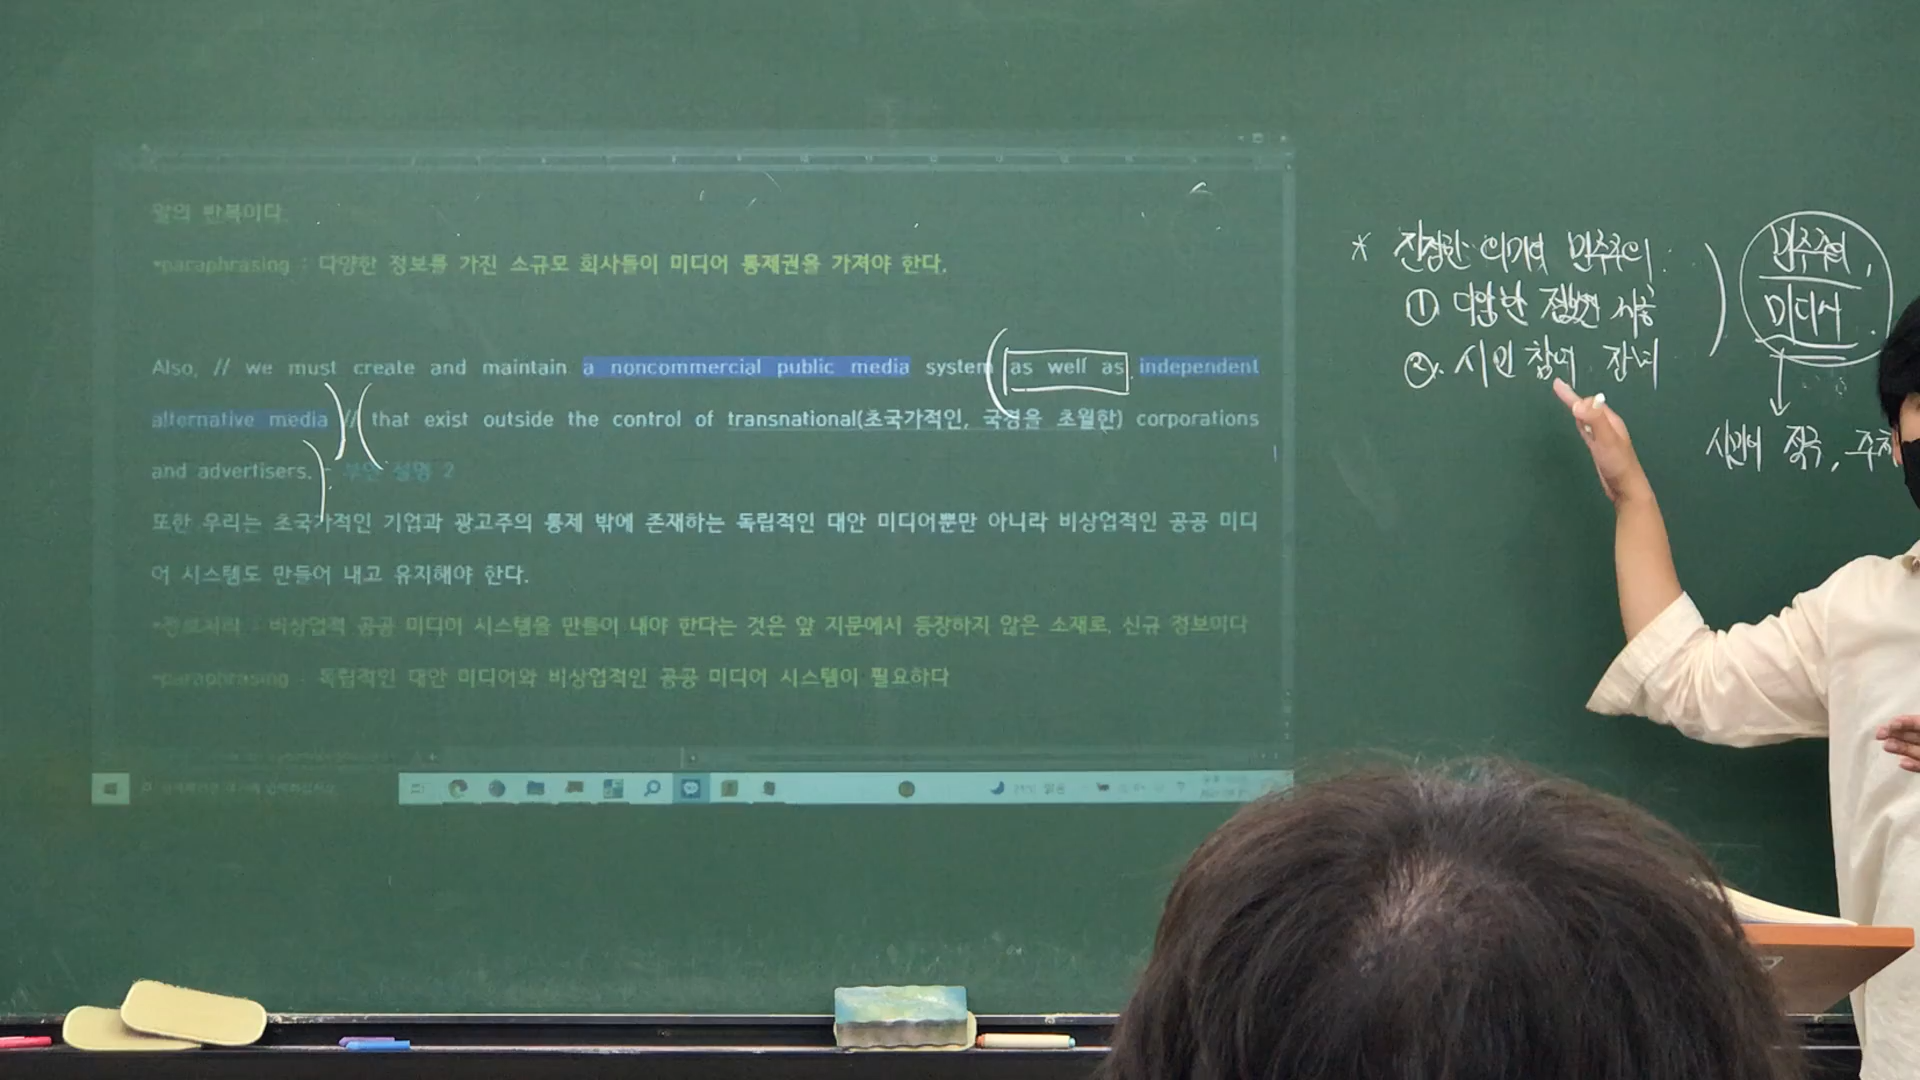 말의 반복이다.
*paraphrasing : 다양한 정보를 가진 소규모 회사들이 미디어 통제권을 가져야 한다.
Also, // we must create and maintain a noncommercial public media system as well as independent
alternative media // that exist outside the control of transnational(초국가적인, 국경을 초월한) corporations
and advertisers. : 부연 설명 2
또한 우리는 초국가적인 기업과 광고주의 통제 밖에 존재하는 독립적인 대안 미디어뿐만 아니라 비상업적인 공공 미디
어 시스템도 만들어 내고 유지해야 한다.
*정보처리 : 비상업적 공공 미디어 시스템을 만들어 내야 한다는 것은 앞 지문에서 등장하지 않은 소재로, 신규 정보이다
*paraphrasing : 독립적인 대안 미디어와 비상업적인 공공 미디어 시스템이 필요하다
* 진정한 의미의 민주주의 :
① 다양한
② 시민 참여 장려
민주주의,
미디어.
시민의 적극, 주체